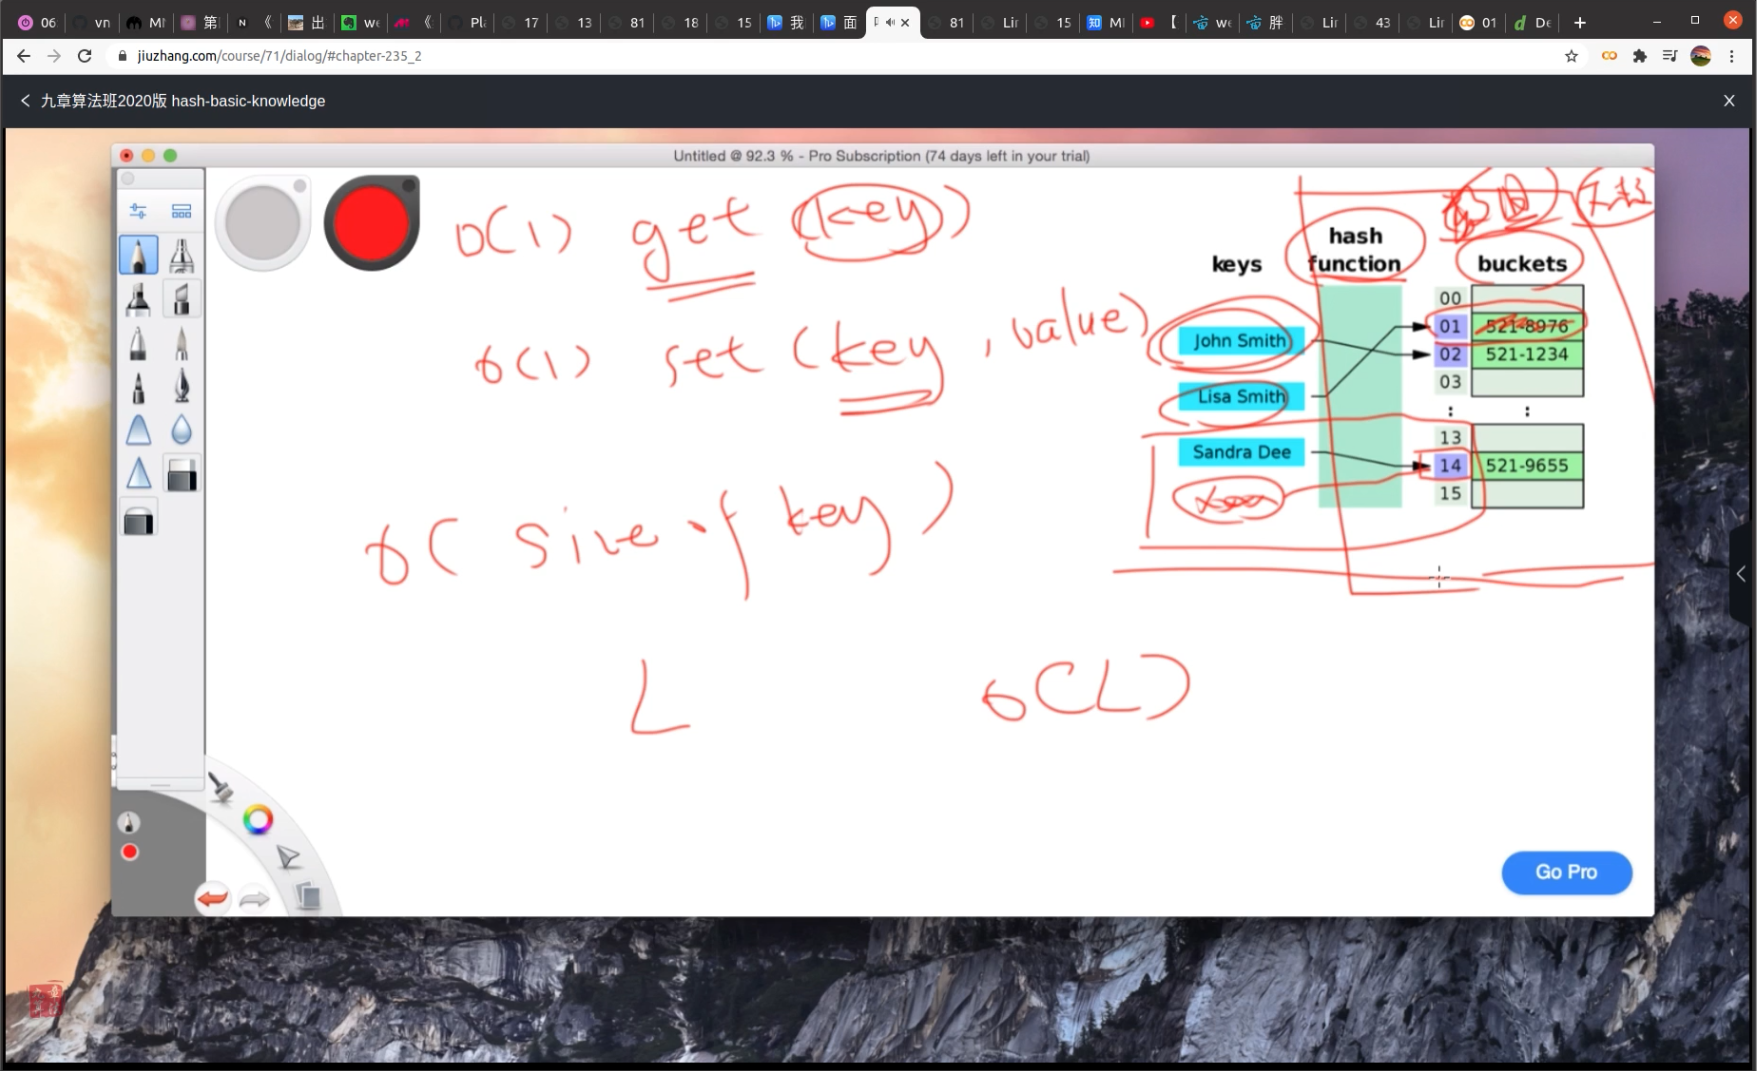 06 vn MI 第 N 《 出 we 《 Pla 17 13 81 18 15 我 面 81 Lir 15 知 MI 【 we 胖 Lir 43 Lir 01 De
jiuzhang.com/course/71/dialog/#chapter-235_2
九章算法班2020版 hash-basic-knowledge
Untitled @ 92.3 % - Pro Subscription (74 days left in your trial)
O(1) get (key)
O(1) set (key, value)
O(size of key)
L O(L)
hash
keys function buckets
00
John Smith 01 521-8976
02 521-1234
Lisa Smith 03
: :
13
Sandra Dee 14 521-9655
15
Go Pro